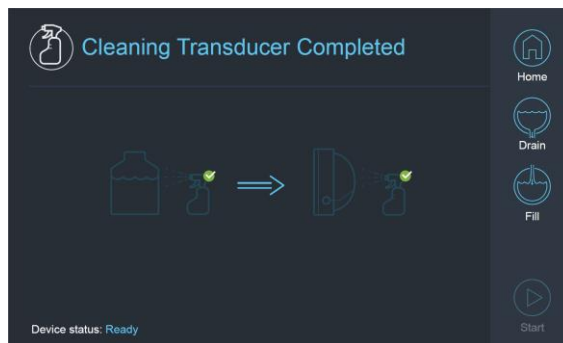 Cleaning Transducer Completed
Home
Drain
Fill
Start
Device status: Ready